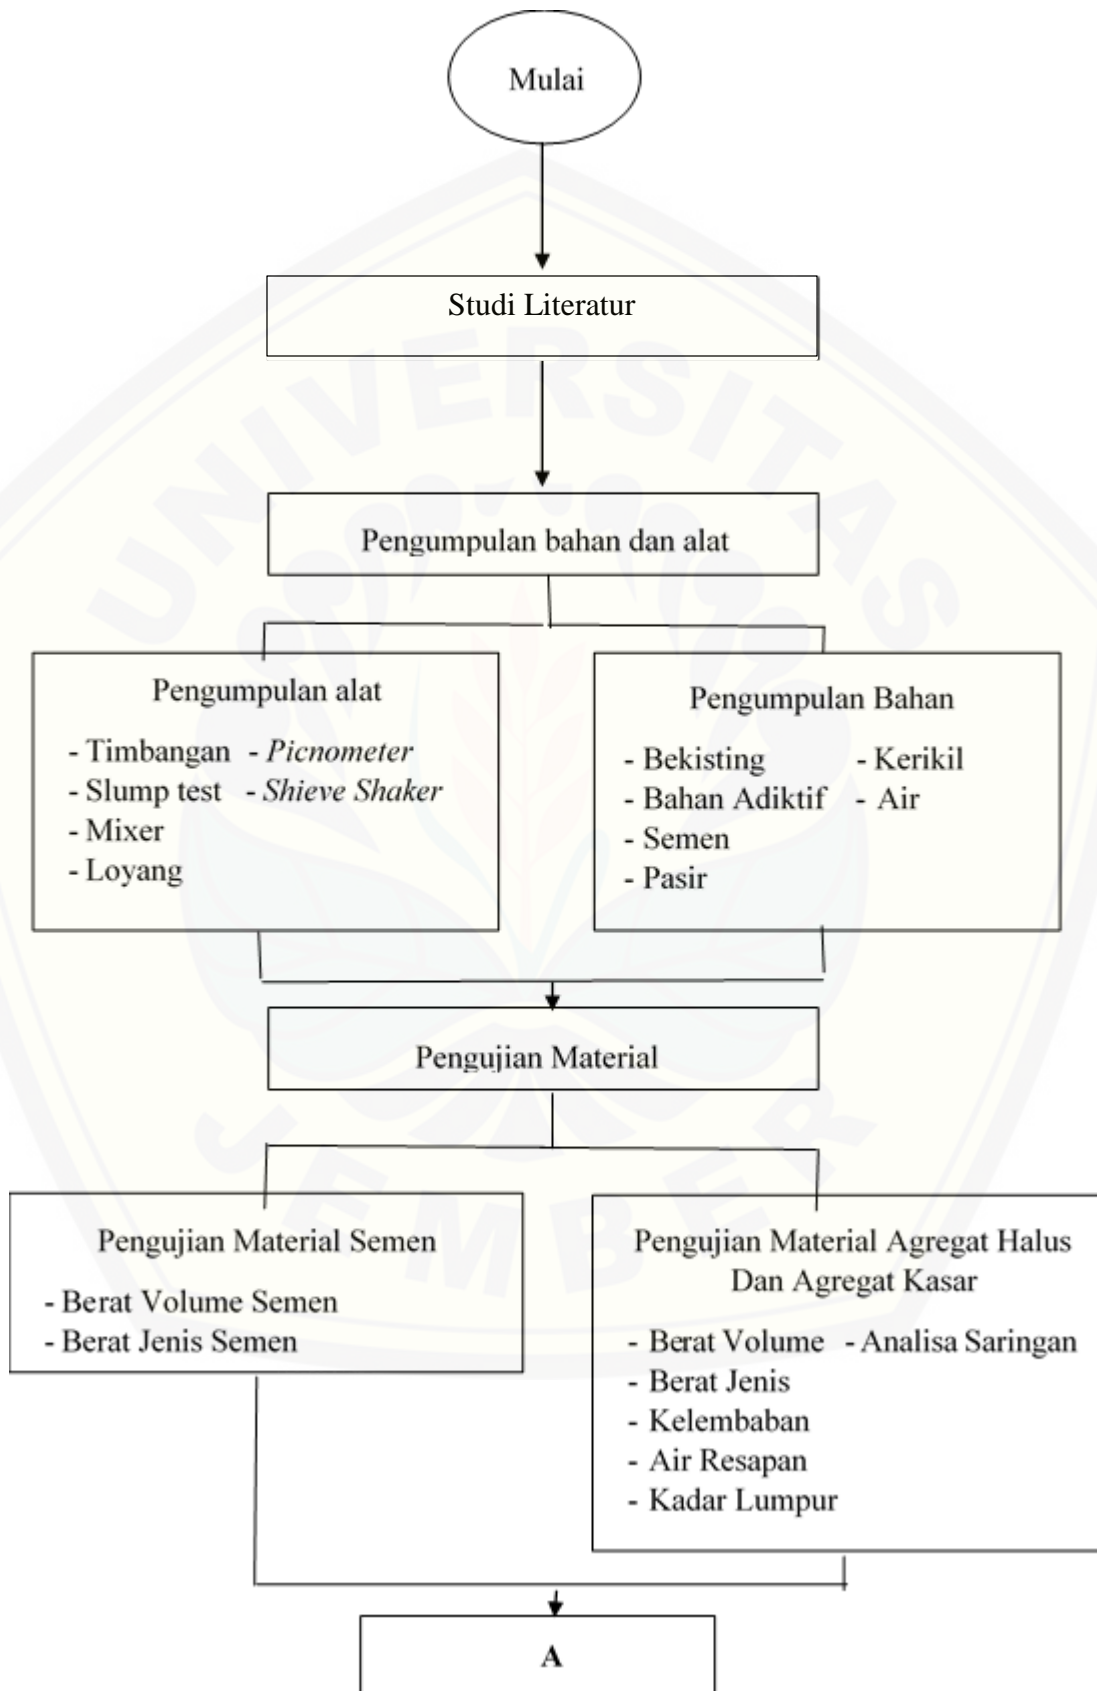 Mulai
Studi Literatur
Pengumpulan bahan dan alat
Pengumpulan alat
- Timbangan - Picnometer
- Slump test - Shieve Shaker
- Mixer
- Loyang
Pengumpulan Bahan
- Bekisting - Kerikil
- Bahan Adiktif - Air
- Semen
- Pasir
Pengujian Material
Pengujian Material Semen
- Berat Volume Semen
- Berat Jenis Semen
Pengujian Material Agregat Halus
Dan Agregat Kasar
- Berat Volume - Analisa Saringan
- Berat Jenis
- Kelembaban
- Air Resapan
- Kadar Lumpur
A
UNIVERSITAS
JEMBER